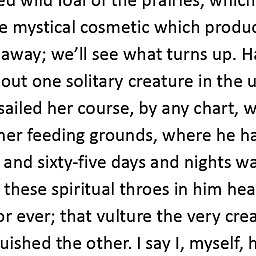 wild loaf of the prairies, which
mystical cosmetic which produc
away; we'll see what turns up. Ha
out one solitary creature in the u
sailed her course, by any chart, w
her feeding grounds, where he ha
and sixty-five days and nights wa
these spiritual throes in him hea
or ever; that vulture the very crea
uished the other. I say I, myself, h